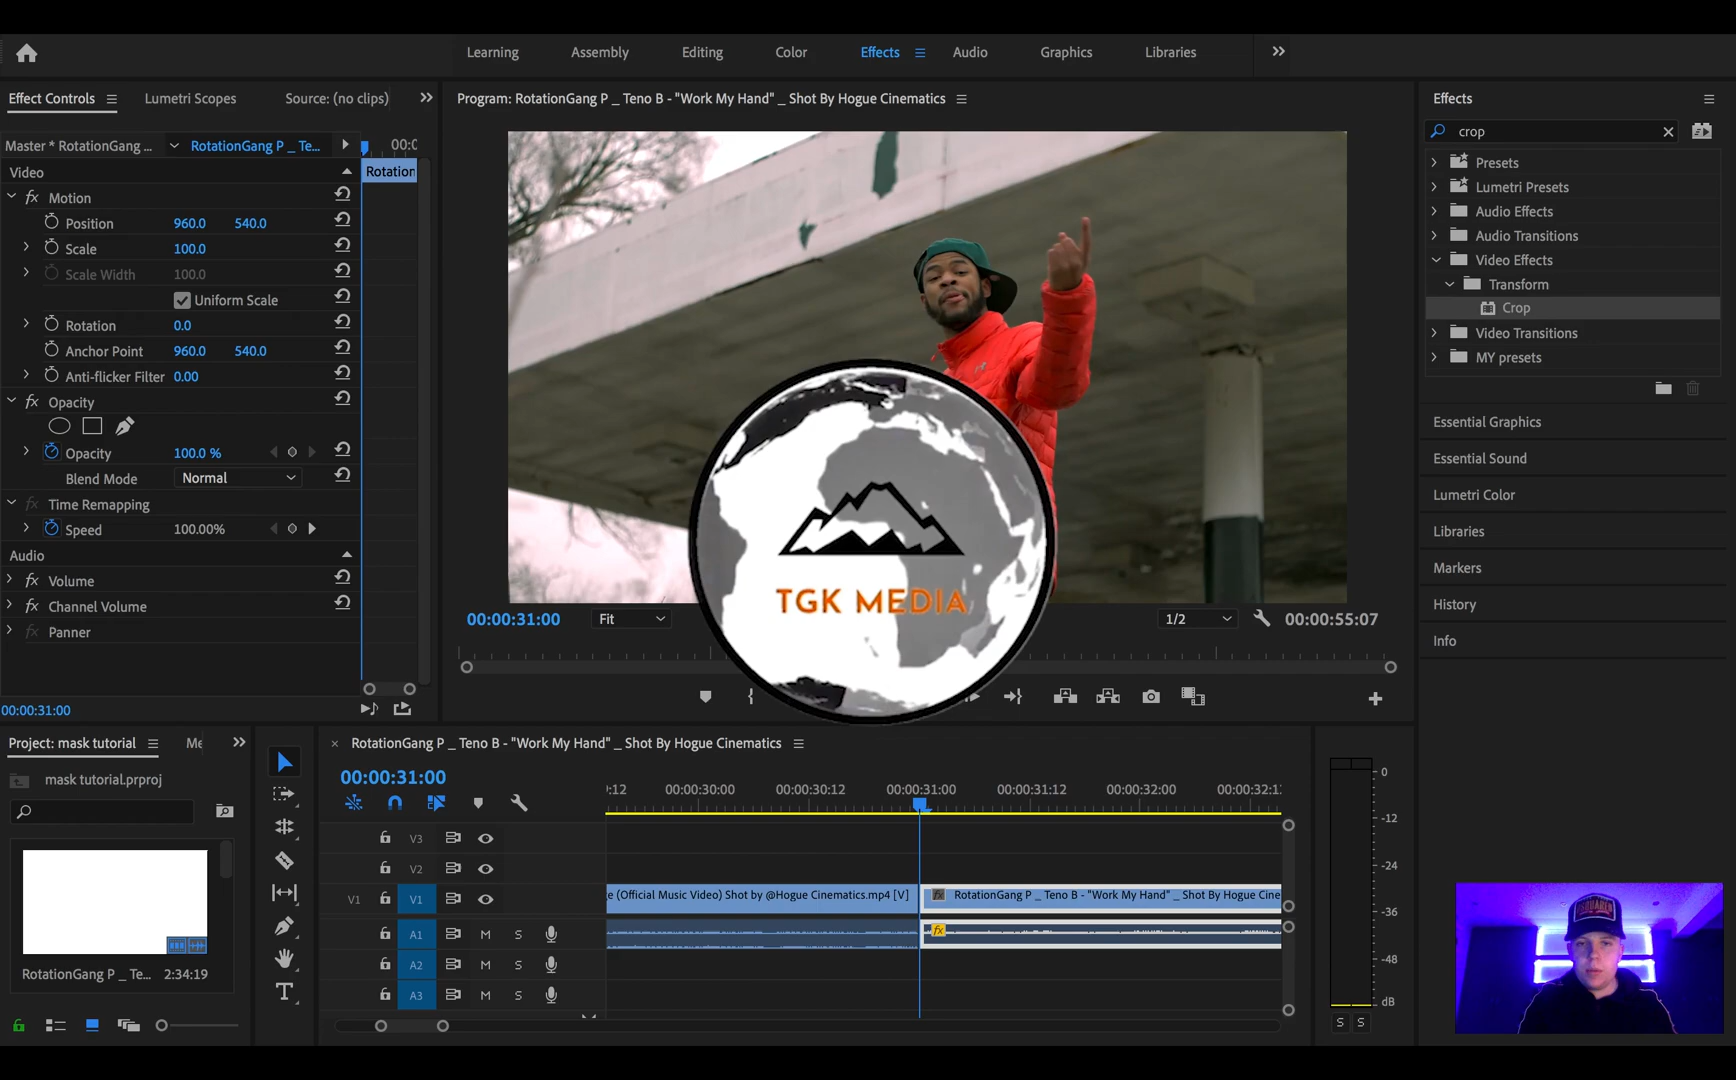 Learning Assembly Editing Color Effects Audio Graphics Libraries
Effect Controls Lumetri Scopes Source: (no clips)
Master * RotationGang ... RotationGang P _ Te... 00:0
Video Rotation
Motion
Position 960.0 540.0
Scale 100.0
Scale Width 100.0
Uniform Scale
Rotation 0.0
Anchor Point 960.0 540.0
Anti-flicker Filter 0.00
Opacity
Opacity 100.0 %
Blend Mode Normal
Time Remapping
Speed 100.00%
Audio
Volume
Channel Volume
Panner
00:00:31:00
Program: RotationGang P _ Teno B - "Work My Hand" _ Shot By Hogue Cinematics
TGK MEDIA
00:00:31:00 Fit 1/2 00:00:55:07
Effects
crop
Presets
Lumetri Presets
Audio Effects
Audio Transitions
Video Effects
Transform
Crop
Video Transitions
MY presets
Essential Graphics
Essential Sound
Lumetri Color
Libraries
Markers
History
Info
Project: mask tutorial Me
mask tutorial.prproj
RotationGang P _ Te... 2:34:19
RotationGang P _ Teno B - "Work My Hand" _ Shot By Hogue Cinematics
00:00:31:00
:12 00:00:30:00 00:00:30:12 00:00:31:00 00:00:31:12 00:00:32:00 00:00:32:1
V3
V2
V1 V1 e (Official Music Video) Shot by @Hogue Cinematics.mp4 [V] fx RotationGang P _ Teno B - "Work My Hand" _ Shot By Hogue Cine
A1 M S fx
A2 M S
A3 M S
0
-12
-24
-36
-48
dB
S S